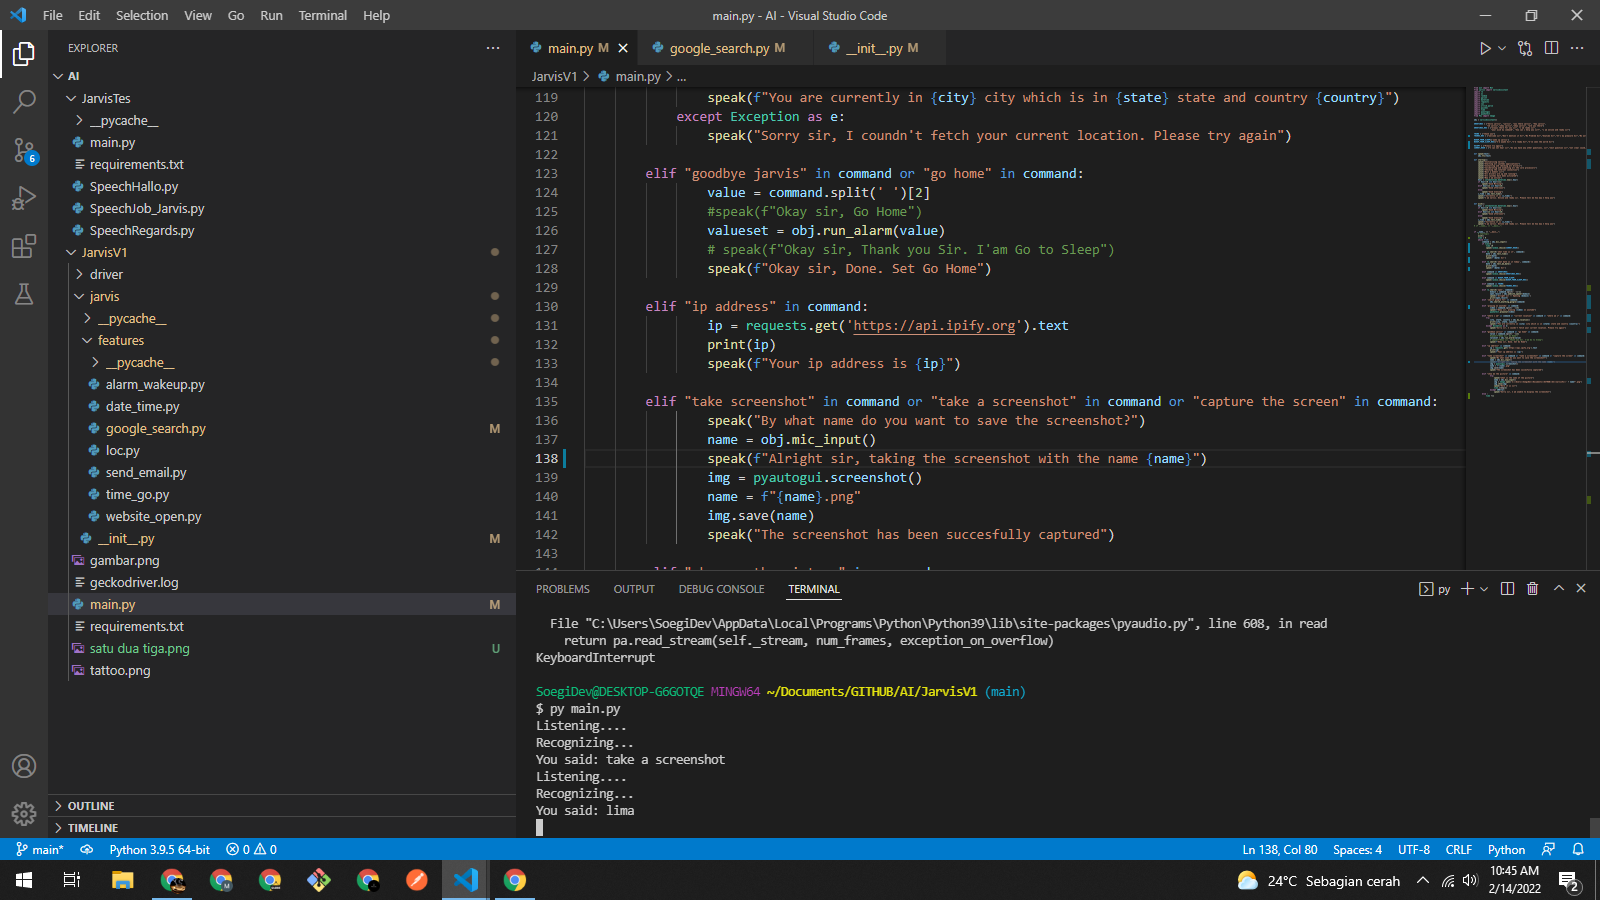 File Edit Selection View Go Run Terminal Help
main.py - AI - Visual Studio Code
EXPLORER
AI
JarvisTes
__pycache__
main.py
requirements.txt
SpeechHallo.py
SpeechJob_Jarvis.py
SpeechRegards.py
JarvisV1
driver
jarvis
__pycache__
features
__pycache__
alarm_wakeup.py
date_time.py
google_search.py M
loc.py
send_email.py
time_go.py
website_open.py
__init__.py M
gambar.png
geckodriver.log
main.py M
requirements.txt
satu dua tiga.png U
tattoo.png
OUTLINE
TIMELINE
6
main.py M google_search.py M __init__.py M
JarvisV1 > main.py > ...
119 speak(f"You are currently in {city} city which is in {state} state and country {country}")
120 except Exception as e:
121 speak("Sorry sir, I coundn't fetch your current location. Please try again")
122
123 elif "goodbye jarvis" in command or "go home" in command:
124 value = command.split(' ')[2]
125 #speak(f"Okay sir, Go Home")
126 valueset = obj.run_alarm(value)
127 # speak(f"Okay sir, Thank you Sir. I'am Go to Sleep")
128 speak(f"Okay sir, Done. Set Go Home")
129
130 elif "ip address" in command:
131 ip = requests.get('https://api.ipify.org').text
132 print(ip)
133 speak(f"Your ip address is {ip}")
134
135 elif "take screenshot" in command or "take a screenshot" in command or "capture the screen" in command:
136 speak("By what name do you want to save the screenshot?")
137 name = obj.mic_input()
138 speak(f"Alright sir, taking the screenshot with the name {name}")
139 img = pyautogui.screenshot()
140 name = f"{name}.png"
141 img.save(name)
142 speak("The screenshot has been succesfully captured")
143
PROBLEMS OUTPUT DEBUG CONSOLE TERMINAL
py
File "C:\Users\SoegiDev\AppData\Local\Programs\Python\Python39\lib\site-packages\pyaudio.py", line 608, in read
return pa.read_stream(self._stream, num_frames, exception_on_overflow)
KeyboardInterrupt
SoegiDev@DESKTOP-G6GOTQE MINGW64 ~/Documents/GITHUB/AI/JarvisV1 (main)
$ py main.py
Listening....
Recognizing...
You said: take a screenshot
Listening....
Recognizing...
You said: lima
main* Python 3.9.5 64-bit 0 0 Ln 138, Col 80 Spaces: 4 UTF-8 CRLF Python
24°C Sebagian cerah
10:45 AM
2/14/2022
2